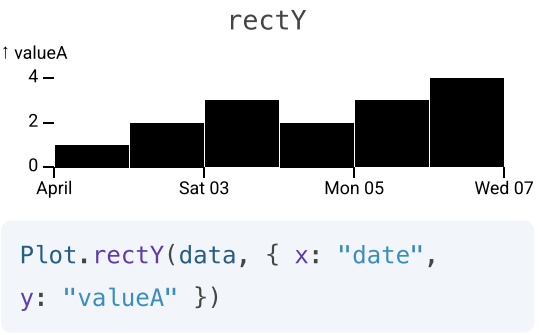 rectY
↑ valueA
4
2
0
April Sat 03 Mon 05 Wed 07
Plot.rectY(data, { x: "date",
y: "valueA" })